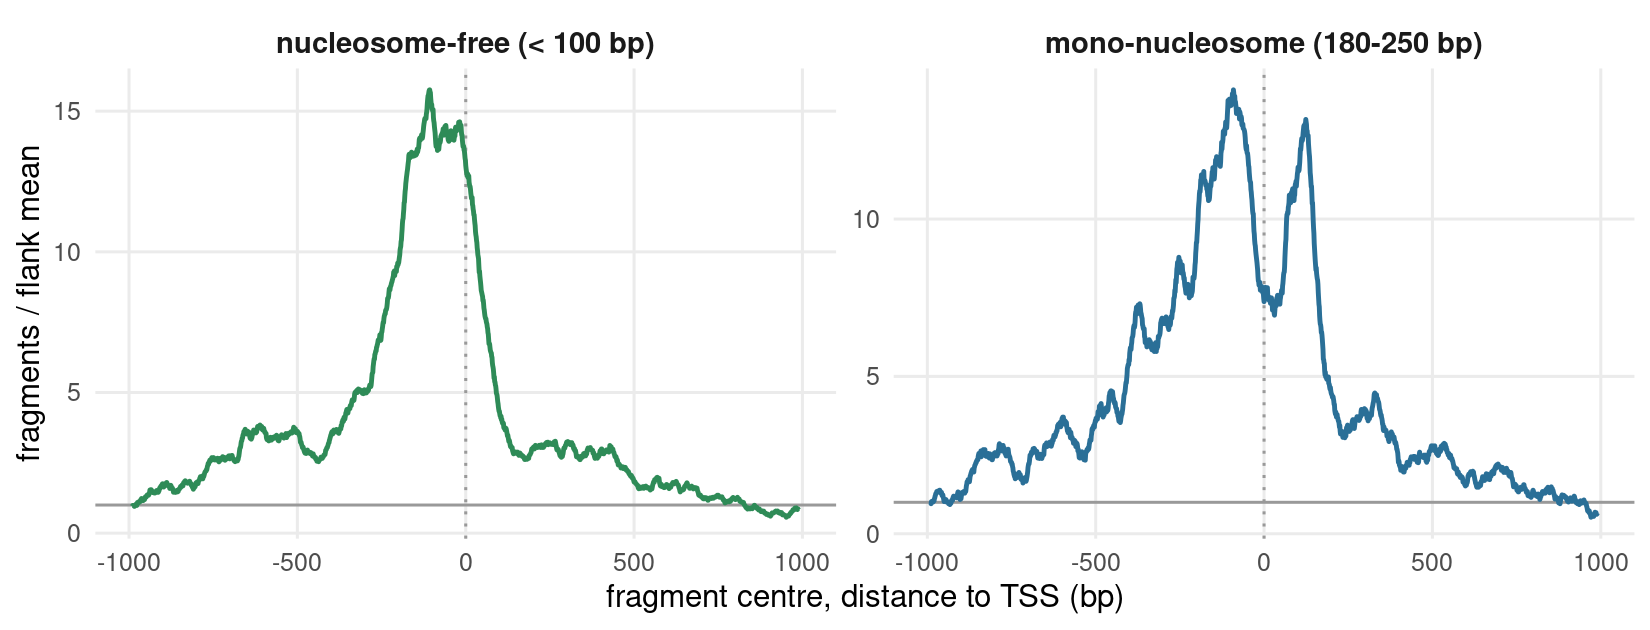 nucleosome-free (< 100 bp)
mono-nucleosome (180-250 bp)
fragments / flank mean
15
10
5
0
10
5
0
-1000 -500 0 500 1000
-1000 -500 0 500 1000
fragment centre, distance to TSS (bp)